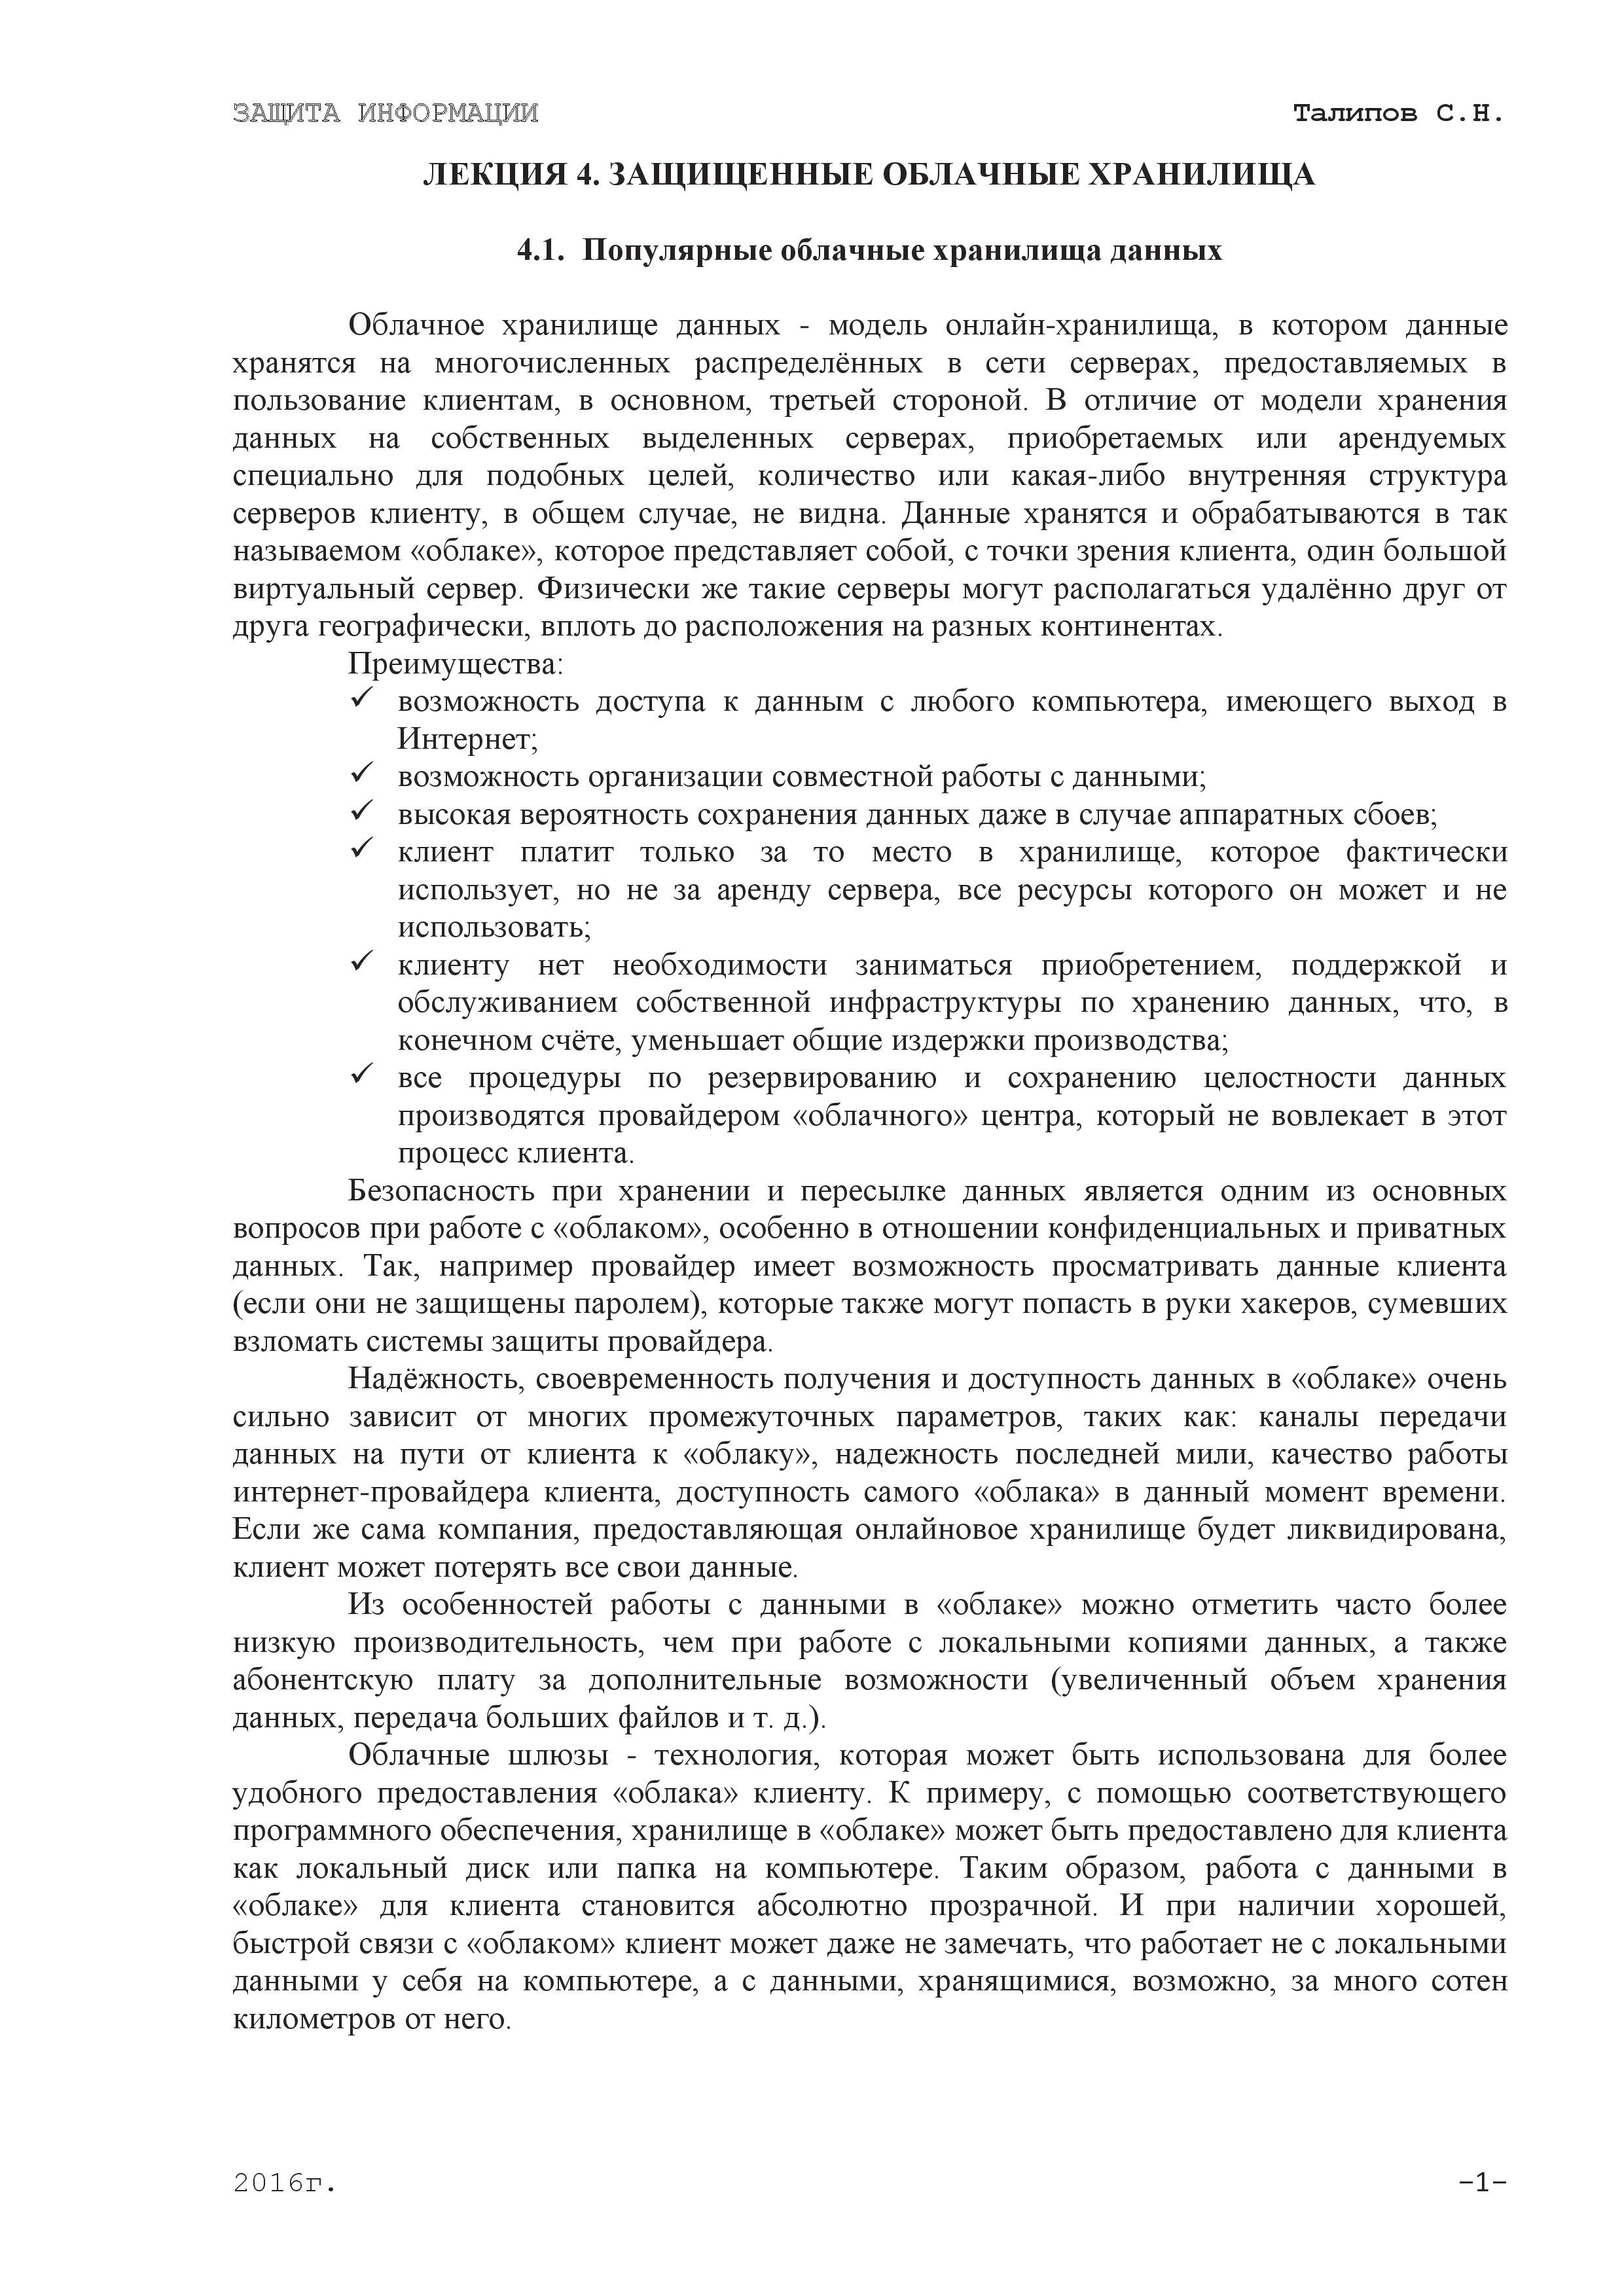 ЗАЩИТА ИНФОРМАЦИИ Талипов С.Н.
ЛЕКЦИЯ 4. ЗАЩИЩЕННЫЕ ОБЛАЧНЫЕ ХРАНИЛИЩА
4.1. Популярные облачные хранилища данных
Облачное хранилище данных - модель онлайн-хранилища, в котором данные
хранятся на многочисленных распределённых в сети серверах, предоставляемых в
пользование клиентам, в основном, третьей стороной. В отличие от модели хранения
данных на собственных выделенных серверах, приобретаемых или арендуемых
специально для подобных целей, количество или какая-либо внутренняя структура
серверов клиенту, в общем случае, не видна. Данные хранятся и обрабатываются в так
называемом «облаке», которое представляет собой, с точки зрения клиента, один большой
виртуальный сервер. Физически же такие серверы могут располагаться удалённо друг от
друга географически, вплоть до расположения на разных континентах.
Преимущества:
✓ возможность доступа к данным с любого компьютера, имеющего выход в
Интернет;
✓ возможность организации совместной работы с данными;
✓ высокая вероятность сохранения данных даже в случае аппаратных сбоев;
✓ клиент платит только за то место в хранилище, которое фактически
использует, но не за аренду сервера, все ресурсы которого он может и не
использовать;
✓ клиенту нет необходимости заниматься приобретением, поддержкой и
обслуживанием собственной инфраструктуры по хранению данных, что, в
конечном счёте, уменьшает общие издержки производства;
✓ все процедуры по резервированию и сохранению целостности данных
производятся провайдером «облачного» центра, который не вовлекает в этот
процесс клиента.
Безопасность при хранении и пересылке данных является одним из основных
вопросов при работе с «облаком», особенно в отношении конфиденциальных и приватных
данных. Так, например провайдер имеет возможность просматривать данные клиента
(если они не защищены паролем), которые также могут попасть в руки хакеров, сумевших
взломать системы защиты провайдера.
Надёжность, своевременность получения и доступность данных в «облаке» очень
сильно зависит от многих промежуточных параметров, таких как: каналы передачи
данных на пути от клиента к «облаку», надежность последней мили, качество работы
интернет-провайдера клиента, доступность самого «облака» в данный момент времени.
Если же сама компания, предоставляющая онлайновое хранилище будет ликвидирована,
клиент может потерять все свои данные.
Из особенностей работы с данными в «облаке» можно отметить часто более
низкую производительность, чем при работе с локальными копиями данных, а также
абонентскую плату за дополнительные возможности (увеличенный объем хранения
данных, передача больших файлов и т. д.).
Облачные шлюзы - технология, которая может быть использована для более
удобного предоставления «облака» клиенту. К примеру, с помощью соответствующего
программного обеспечения, хранилище в «облаке» может быть предоставлено для клиента
как локальный диск или папка на компьютере. Таким образом, работа с данными в
«облаке» для клиента становится абсолютно прозрачной. И при наличии хорошей,
быстрой связи с «облаком» клиент может даже не замечать, что работает не с локальными
данными у себя на компьютере, а с данными, хранящимися, возможно, за много сотен
километров от него.
2016г. -1-